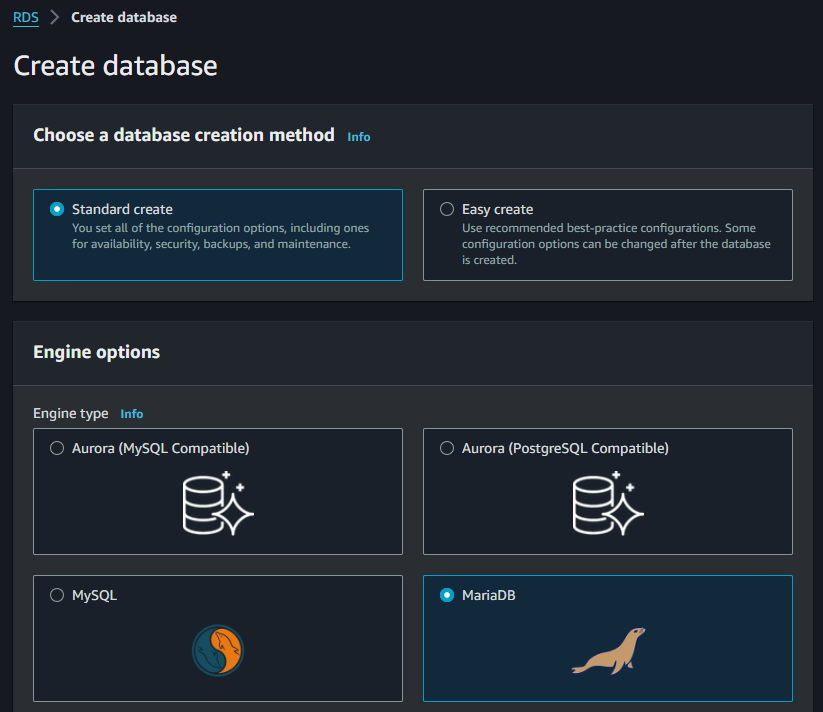 RDS > Create database
Create database
Choose a database creation method Info
Standard create
You set all of the configuration options, including ones
for availability, security, backups, and maintenance.
Easy create
Use recommended best-practice configurations. Some
configuration options can be changed after the database
is created.
Engine options
Engine type Info
Aurora (MySQL Compatible)
Aurora (PostgreSQL Compatible)
MySQL
MariaDB